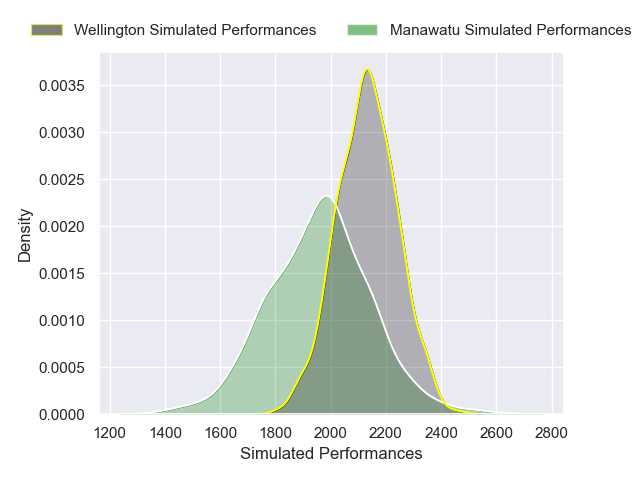 Wellington Simulated Performances Manawatu Simulated Performances
0.0035
0.0030
0.0025
0.0020
0.0015
0.0010
0.0005
0.0000
Density
1200 1400 1600 1800 2000 2200 2400 2600 2800
Simulated Performances